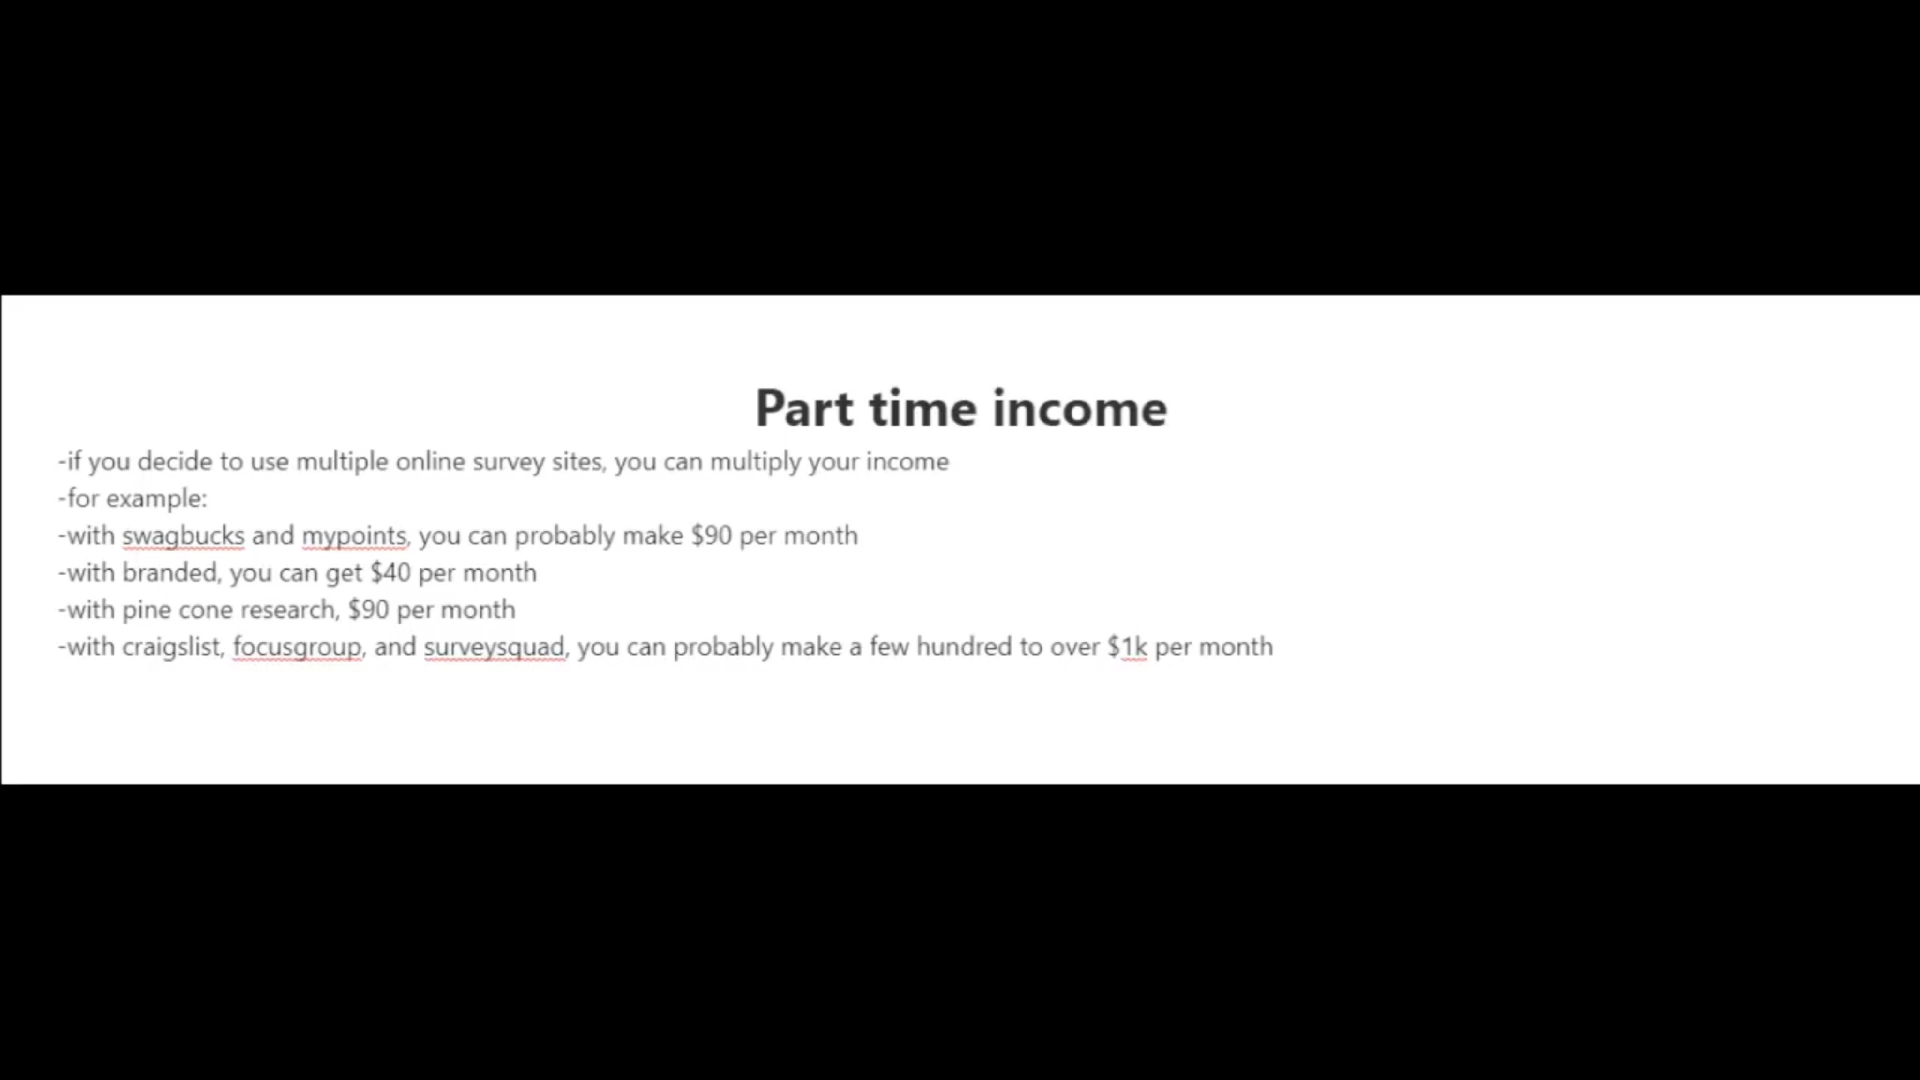 Part time income
-if you decide to use multiple online survey sites, you can multiply your income
-for example:
-with swagbucks and mypoints, you can probably make $90 per month
-with branded, you can get $40 per month
-with pine cone research, $90 per month
-with craigslist, focusgroup, and surveysquad, you can probably make a few hundred to over $1k per month